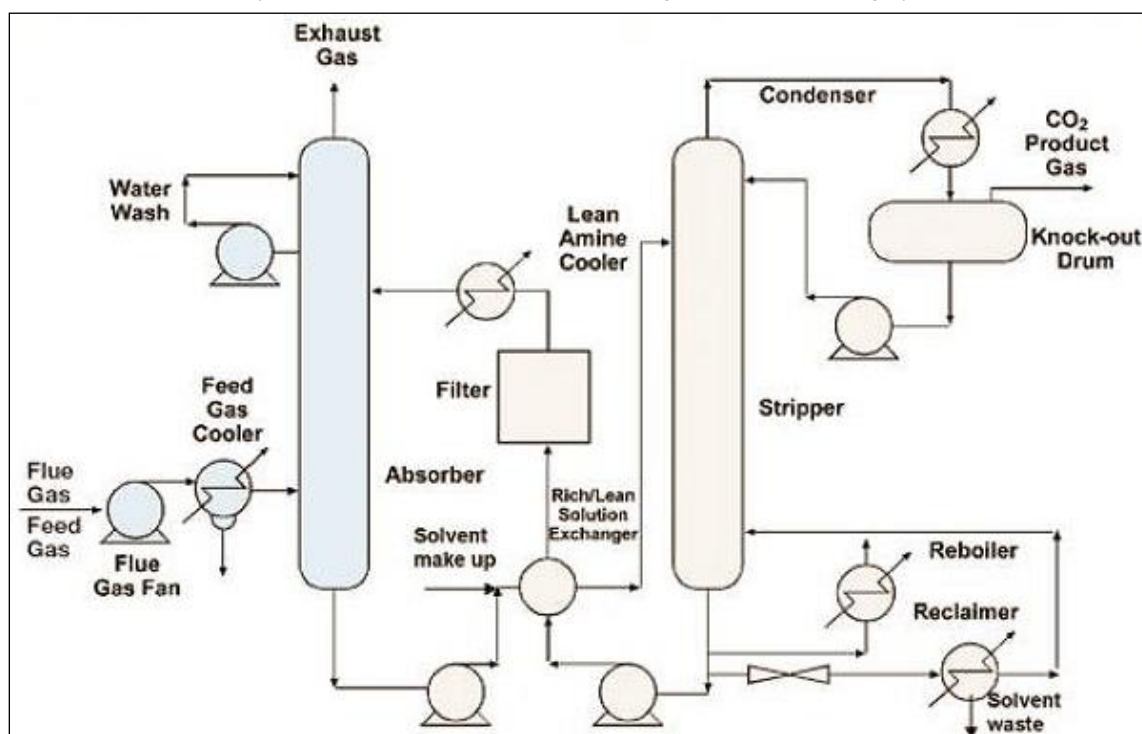 Exhaust
Gas
Condenser
CO₂
Product
Gas
Water
Wash
Lean
Amine
Cooler
Knock-out
Drum
Feed
Gas
Cooler
Filter
Stripper
Flue
Gas
Feed
Gas
Absorber
Rich/Lean
Solution
Exchanger
Solvent
make up
Flue
Gas Fan
Reboiler
Reclaimer
Solvent
waste